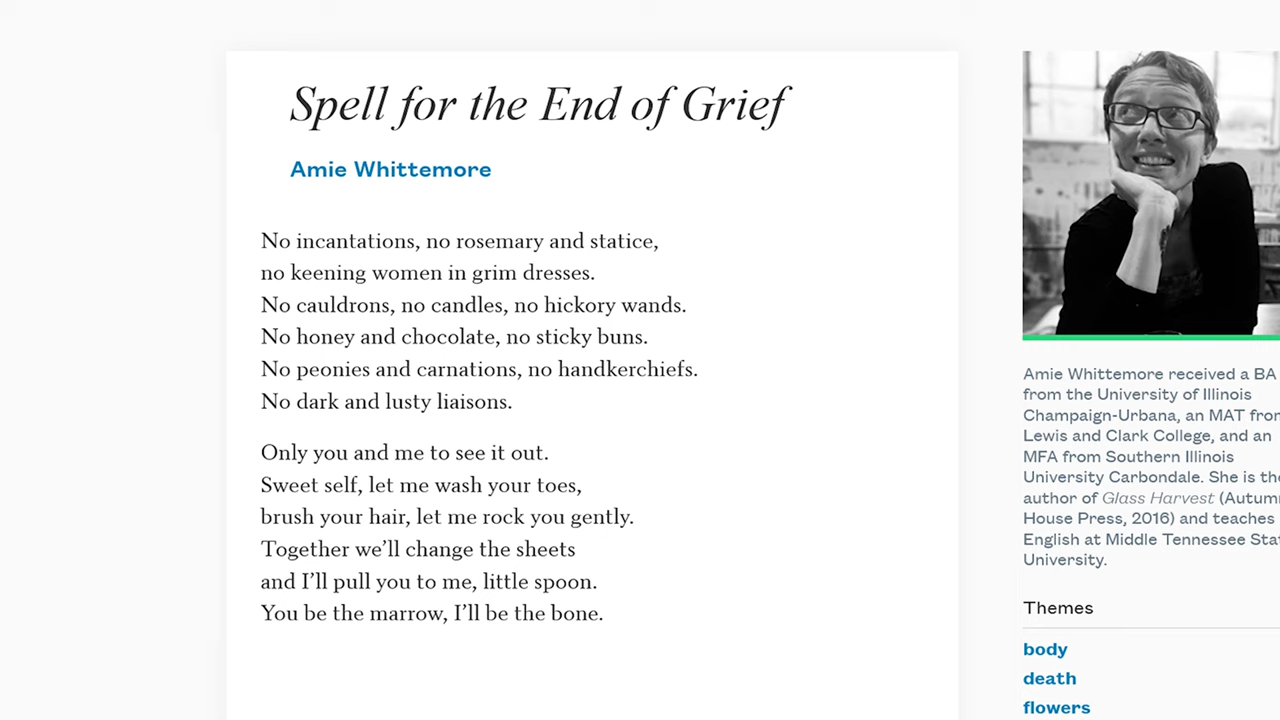 Spell for the End of Grief
Amie Whittemore
No incantations, no rosemary and statice,
no keening women in grim dresses.
No cauldrons, no candles, no hickory wands.
No honey and chocolate, no sticky buns.
No peonies and carnations, no handkerchiefs.
No dark and lusty liaisons.
Only you and me to see it out.
Sweet self, let me wash your toes,
brush your hair, let me rock you gently.
Together we’ll change the sheets
and I’ll pull you to me, little spoon.
You be the marrow, I’ll be the bone.
Amie Whittemore received a BA
from the University of Illinois
Champaign-Urbana, an MAT from
Lewis and Clark College, and an
MFA from Southern Illinois
University Carbondale. She is the
author of Glass Harvest (Autum
House Press, 2016) and teaches
English at Middle Tennessee Sta
University.
Themes
body
death
flowers